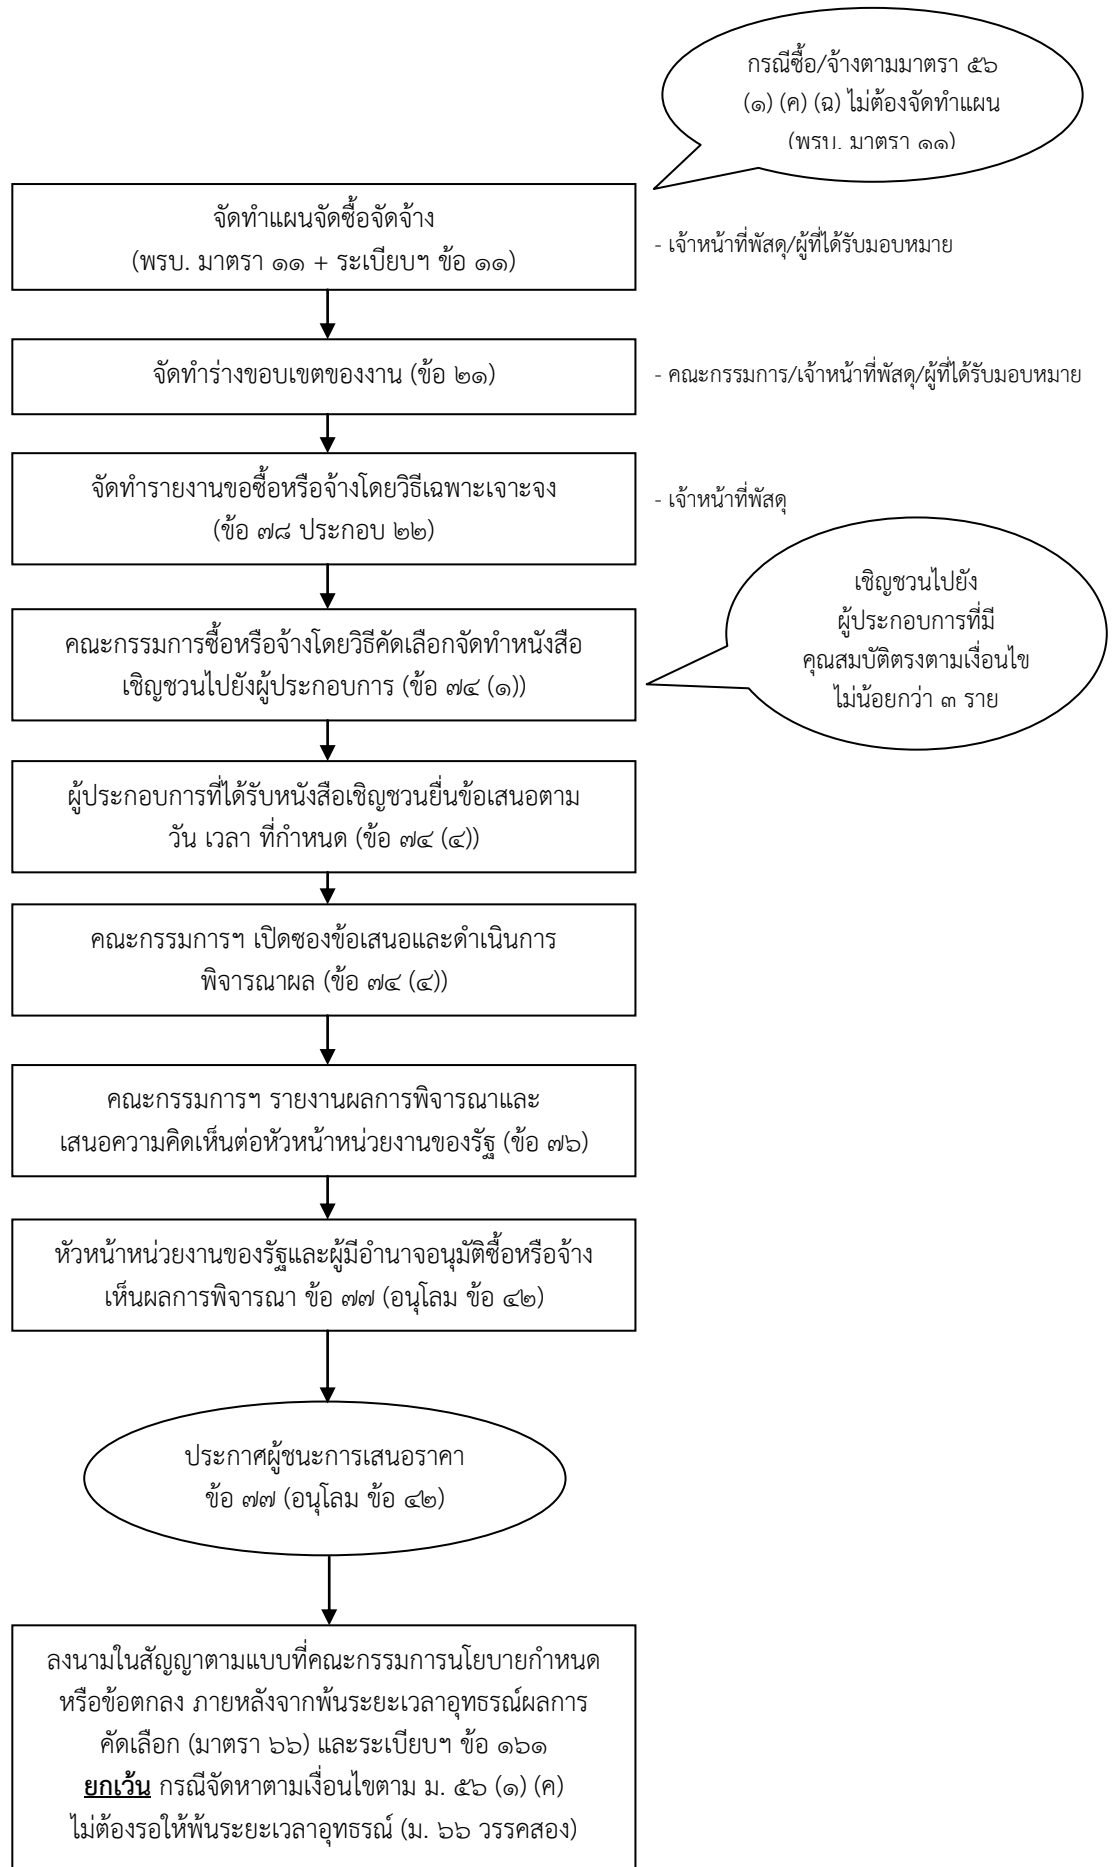 กรณีซื้อ/จ้างตามมาตรา ๕๖
(๑) (ค) (ฉ) ไม่ต้องจัดทำแผน
(พรบ. มาตรา ๑๑)
จัดทำแผนจัดซื้อจัดจ้าง
(พรบ. มาตรา ๑๑ + ระเบียบฯ ข้อ ๑๑)
- เจ้าหน้าที่พัสดุ/ผู้ที่ได้รับมอบหมาย
จัดทำร่างขอบเขตของงาน (ข้อ ๒๑)
- คณะกรรมการ/เจ้าหน้าที่พัสดุ/ผู้ที่ได้รับมอบหมาย
จัดทำรายงานขอซื้อหรือจ้างโดยวิธีเฉพาะเจาะจง
(ข้อ ๗๘ ประกอบ ๒๒)
- เจ้าหน้าที่พัสดุ
คณะกรรมการซื้อหรือจ้างโดยวิธีคัดเลือกจัดทำหนังสือ
เชิญชวนไปยังผู้ประกอบการ (ข้อ ๗๔ (๑))
เชิญชวนไปยัง
ผู้ประกอบการที่มี
คุณสมบัติตรงตามเงื่อนไข
ไม่น้อยกว่า ๓ ราย
ผู้ประกอบการที่ได้รับหนังสือเชิญชวนยื่นข้อเสนอตาม
วัน เวลา ที่กำหนด (ข้อ ๗๔ (๔))
คณะกรรมการฯ เปิดซองข้อเสนอและดำเนินการ
พิจารณาผล (ข้อ ๗๔ (๔))
คณะกรรมการฯ รายงานผลการพิจารณาและ
เสนอความคิดเห็นต่อหัวหน้าหน่วยงานของรัฐ (ข้อ ๗๖)
หัวหน้าหน่วยงานของรัฐและผู้มีอำนาจอนุมัติซื้อหรือจ้าง
เห็นผลการพิจารณา ข้อ ๗๗ (อนุโลม ข้อ ๔๒)
ประกาศผู้ชนะการเสนอราคา
ข้อ ๗๗ (อนุโลม ข้อ ๔๒)
ลงนามในสัญญาตามแบบที่คณะกรรมการนโยบายกำหนด
หรือข้อตกลง ภายหลังจากพ้นระยะเวลาอุทธรณ์ผลการ
คัดเลือก (มาตรา ๖๖) และระเบียบฯ ข้อ ๑๖๑
ยกเว้น กรณีจัดหาตามเงื่อนไขตาม ม. ๕๖ (๑) (ค)
ไม่ต้องรอให้พ้นระยะเวลาอุทธรณ์ (ม. ๖๖ วรรคสอง)